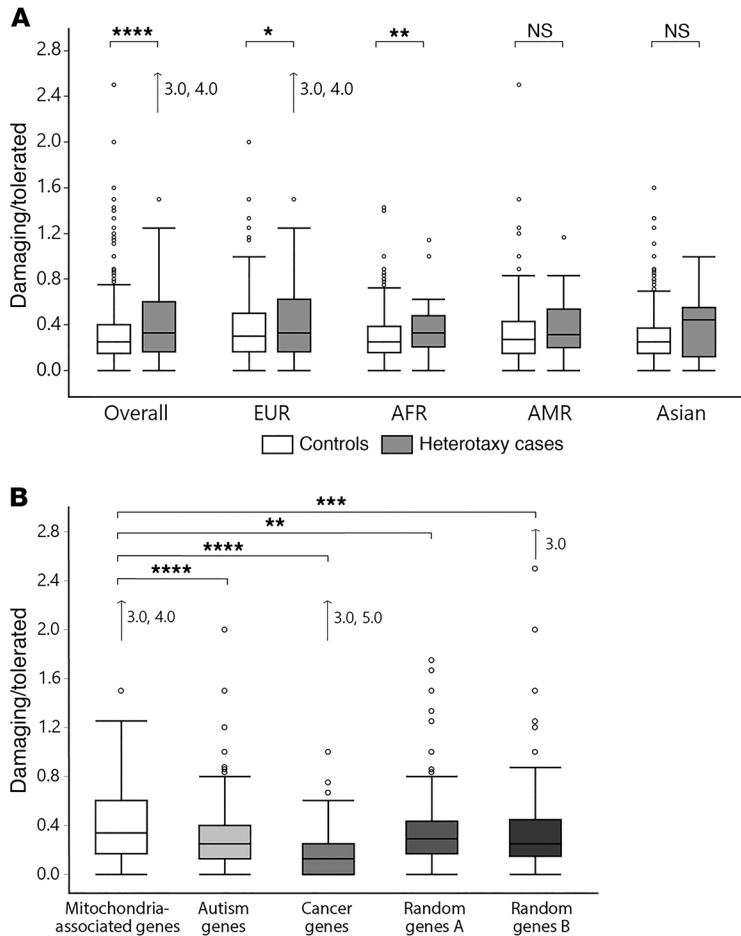 A
**** * ** NS NS
2.8
2.4
2.0
1.6
1.2
0.8
0.4
0.0
Damaging/tolerated
3.0, 4.0 3.0, 4.0
Overall EUR AFR AMR Asian
Controls Heterotaxy cases
B
***
**
****
****
2.8
2.4
2.0
1.6
1.2
0.8
0.4
0.0
Damaging/tolerated
3.0
3.0, 4.0 3.0, 5.0
Mitochondria- Autism Cancer Random Random
associated genes genes genes genes A genes B